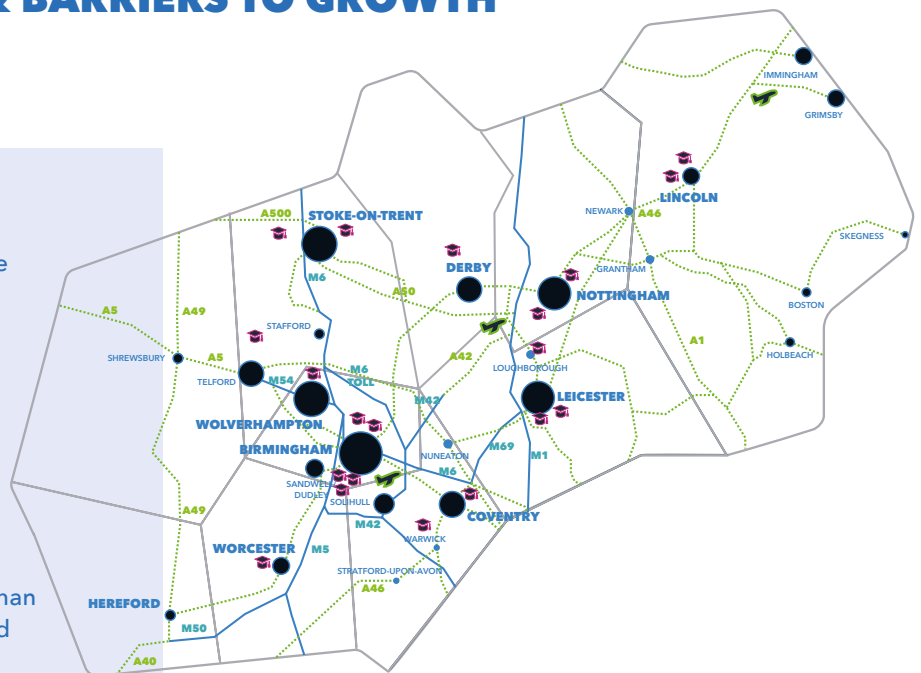 & BARRIERS TO GROWTH
IMMINGHAM
GRIMSBY
LINCOLN
NEWARK
A46
A500
STOKE-ON-TRENT
SKEGNESS
DERBY
GRANTHAM
M6
A50
NOTTINGHAM
BOSTON
A5
A49
STAFFORD
A1
HOLBEACH
SHREWSBURY
A5
A42
LOUGHBOROUGH
TELFORD
M54
M6
TOLL
M42
LEICESTER
WOLVERHAMPTON
BIRMINGHAM
NUNEATON
M69
M1
M6
SANDWELL
DUDLEY
SOLIHULL
A49
M42
COVENTRY
WARWICK
WORCESTER
M5
STRATFORD-UPON-AVON
A46
HEREFORD
M50
A40